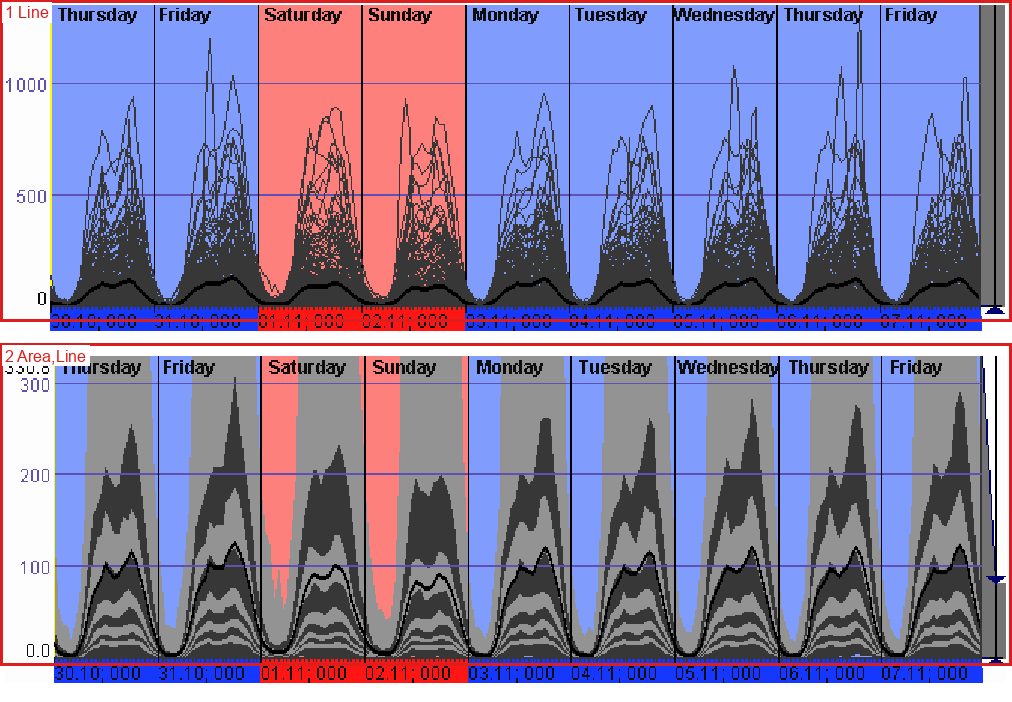 1 Line
Thursday Friday Saturday Sunday Monday Tuesday Wednesday Thursday Friday
1000
500
0
30.10; 000 31.10; 000 01.11; 000 02.11; 000 03.11; 000 04.11; 000 05.11; 000 06.11; 000 07.11; 000
2 Area,Line
330.8 Thursday Friday Saturday Sunday Monday Tuesday Wednesday Thursday Friday
300
200
100
0.0
30.10; 000 31.10; 000 01.11; 000 02.11; 000 03.11; 000 04.11; 000 05.11; 000 06.11; 000 07.11; 000